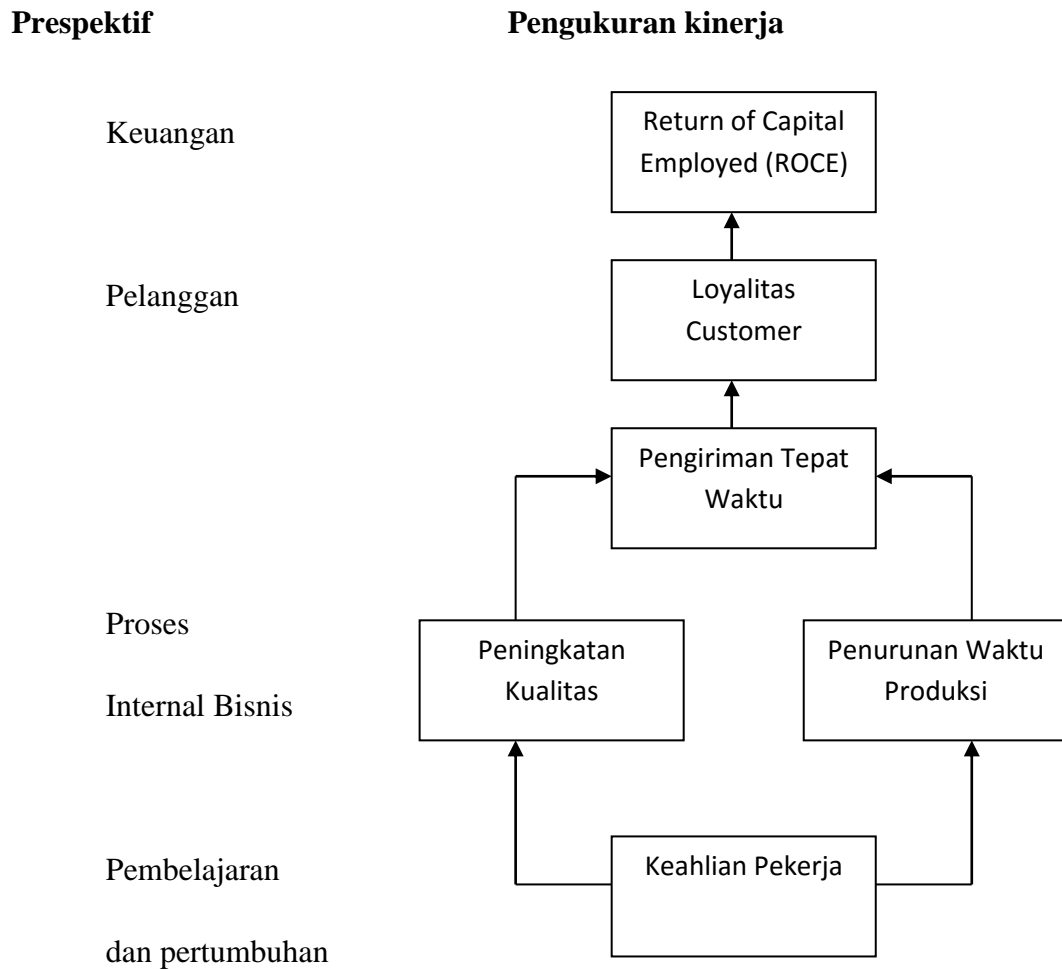 Prespektif Pengukuran kinerja
Keuangan
Return of Capital
Employed (ROCE)
Pelanggan
Loyalitas
Customer
Pengiriman Tepat
Waktu
Proses
Internal Bisnis
Peningkatan
Kualitas
Penurunan Waktu
Produksi
Pembelajaran
dan pertumbuhan
Keahlian Pekerja